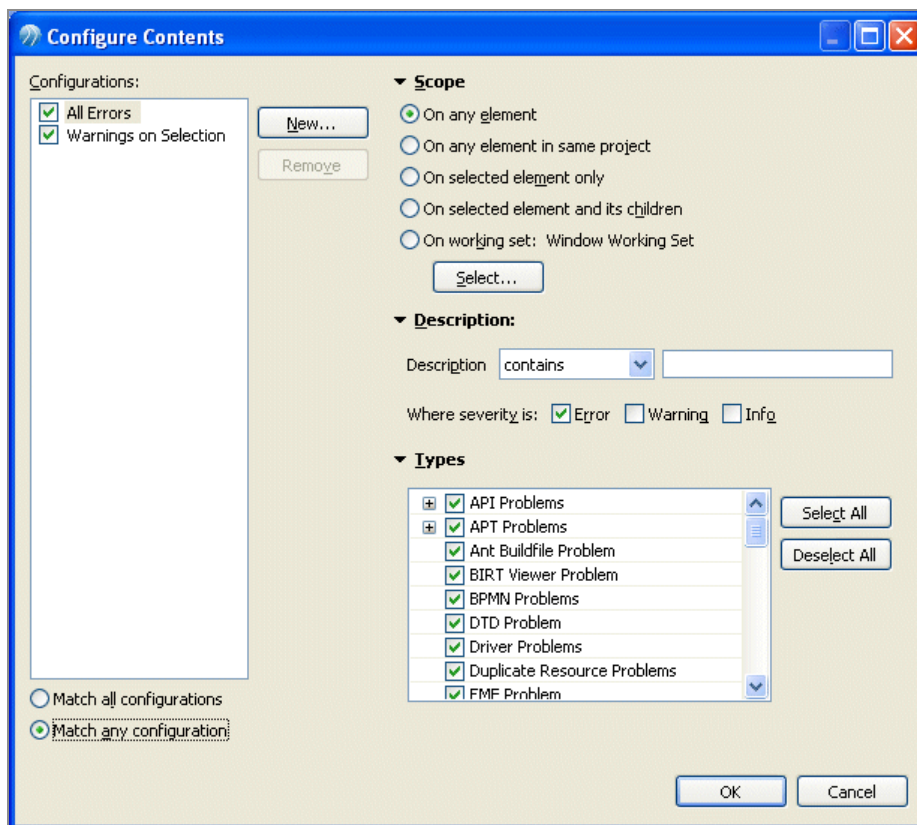 Configure Contents
Configurations:
All Errors
Warnings on Selection
New...
Remove
Match all configurations
Match any configuration
Scope
On any element
On any element in same project
On selected element only
On selected element and its children
On working set: Window Working Set
Select...
Description:
Description contains
Where severity is: Error Warning Info
Types
API Problems
APT Problems
Ant Buildfile Problem
BIRT Viewer Problem
BPMN Problems
DTD Problem
Driver Problems
Duplicate Resource Problems
EMF Problem
Select All
Deselect All
OK Cancel